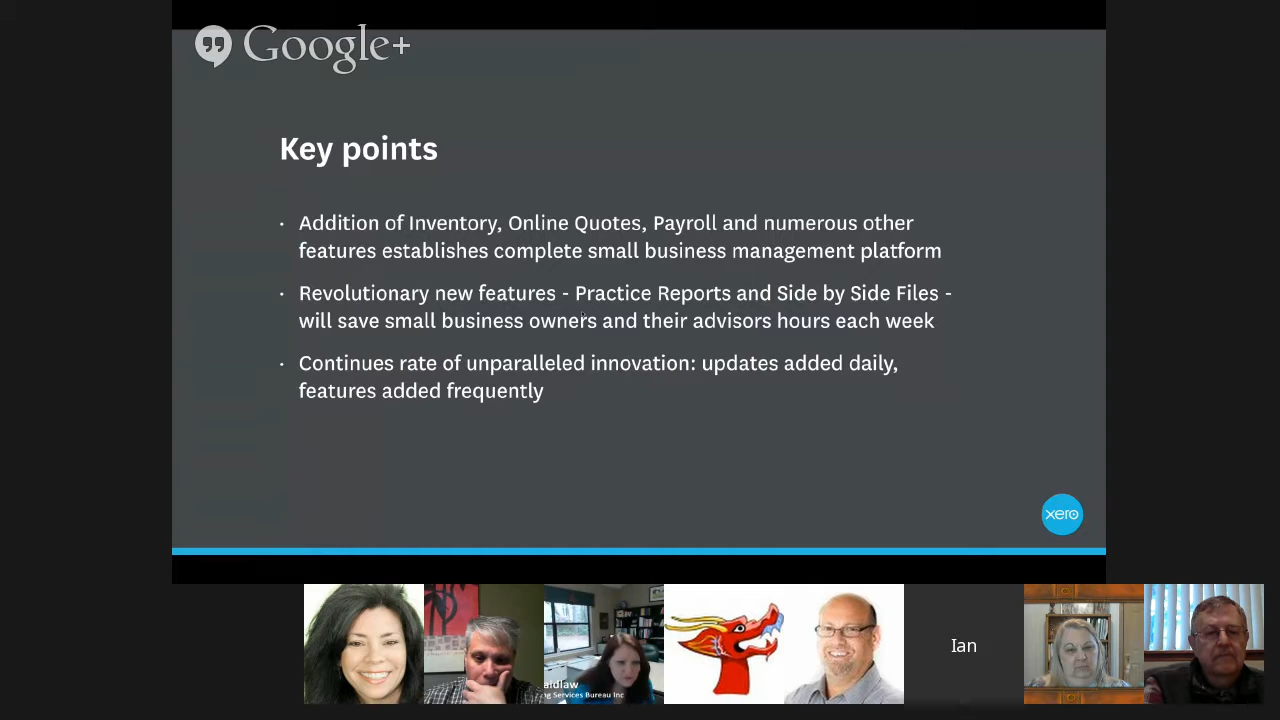 Google+
Key points
· Addition of Inventory, Online Quotes, Payroll and numerous other
features establishes complete small business management platform
· Revolutionary new features - Practice Reports and Side by Side Files -
will save small business owners and their advisors hours each week
· Continues rate of unparalleled innovation: updates added daily,
features added frequently
xero
aidlaw
ng Services Bureau Inc
Ian